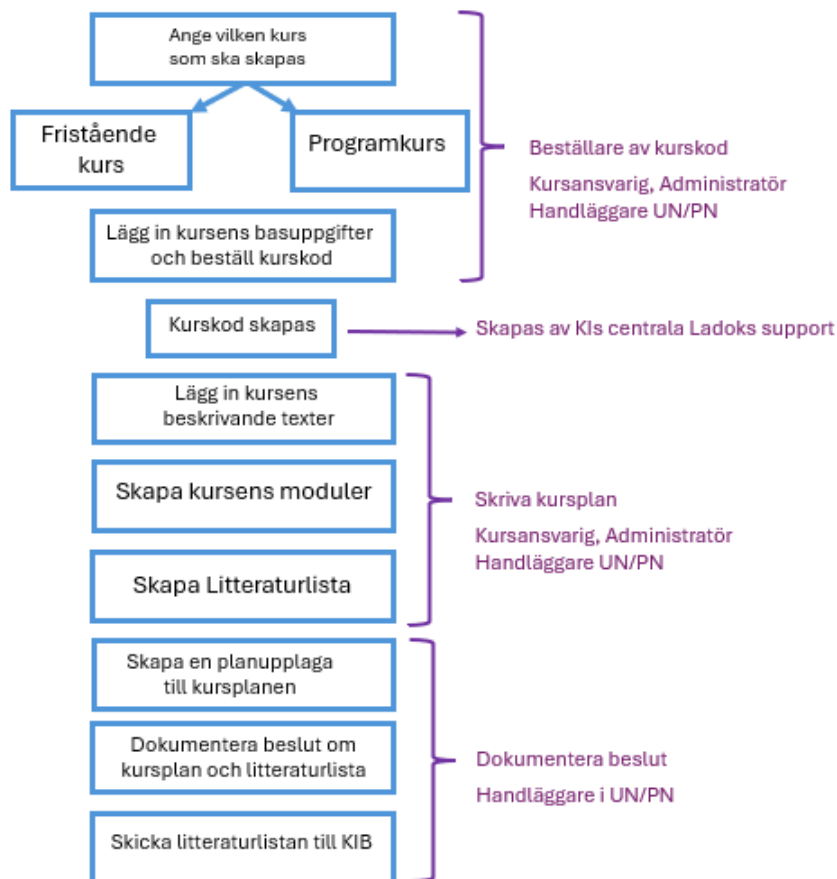 Ange vilken kurs
som ska skapas
Fristående
kurs
Programkurs
Beställare av kurskod
Kursansvarig, Administratör
Handläggare UN/PN
Lägg in kursens basuppgifter
och beställ kurskod
Kurskod skapas
Skapas av KIs centrala Ladoks support
Lägg in kursens
beskrivande texter
Skapa kursens moduler
Skriva kursplan
Kursansvarig, Administratör
Handläggare UN/PN
Skapa Litteraturlista
Skapa en planupplaga
till kursplanen
Dokumentera beslut om
kursplan och litteraturlista
Dokumentera beslut
Handläggare i UN/PN
Skicka litteraturlistan till KIB